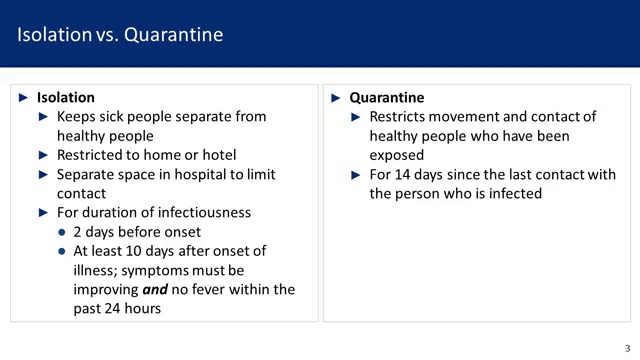 Isolation vs. Quarantine
► Isolation
► Keeps sick people separate from
healthy people
► Restricted to home or hotel
► Separate space in hospital to limit
contact
► For duration of infectiousness
● 2 days before onset
● At least 10 days after onset of
illness; symptoms must be
improving and no fever within the
past 24 hours
► Quarantine
► Restricts movement and contact of
healthy people who have been
exposed
► For 14 days since the last contact with
the person who is infected
3